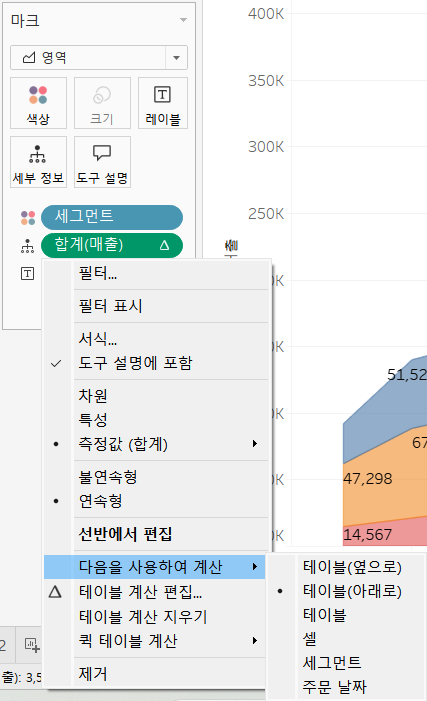 마크
영역
색상
크기
레이블
세부 정보
도구 설명
세그먼트
합계(매출)
필터...
필터 표시
서식...
도구 설명에 포함
차원
특성
측정값 (합계)
불연속형
연속형
선반에서 편집
다음을 사용하여 계산
테이블 계산 편집...
테이블 계산 지우기
퀵 테이블 계산
제거
테이블(옆으로)
테이블(아래로)
테이블
셀
세그먼트
주문 날짜
400K
350K
300K
250K
0K
0K
0K
0K
0K
51,52
67
47,298
14,567
2
출): 3,5